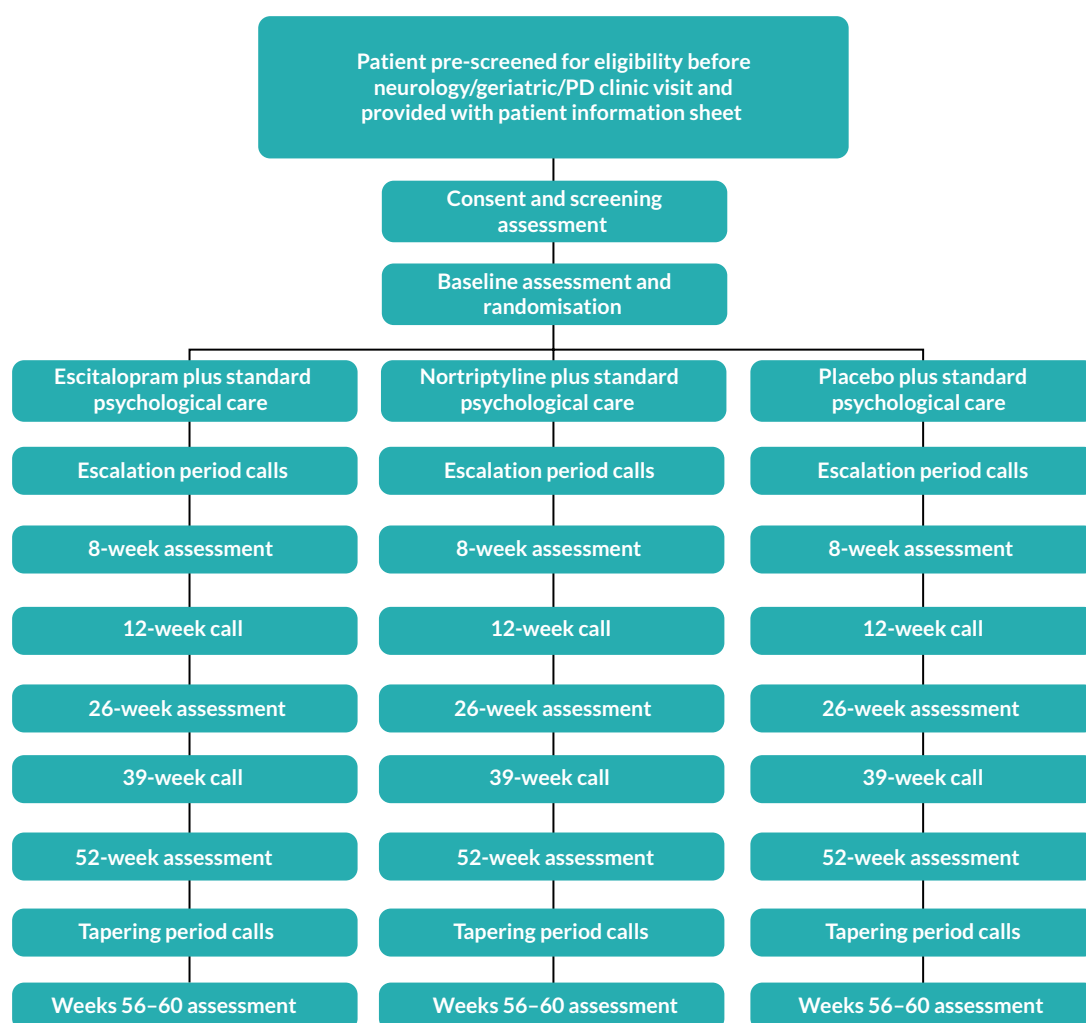 Patient pre-screened for eligibility before
neurology/geriatric/PD clinic visit and
provided with patient information sheet
Consent and screening
assessment
Baseline assessment and
randomisation
Escitalopram plus standard
psychological care
Nortriptyline plus standard
psychological care
Placebo plus standard
psychological care
Escalation period calls
Escalation period calls
Escalation period calls
8-week assessment
8-week assessment
8-week assessment
12-week call
12-week call
12-week call
26-week assessment
26-week assessment
26-week assessment
39-week call
39-week call
39-week call
52-week assessment
52-week assessment
52-week assessment
Tapering period calls
Tapering period calls
Tapering period calls
Weeks 56–60 assessment
Weeks 56–60 assessment
Weeks 56–60 assessment